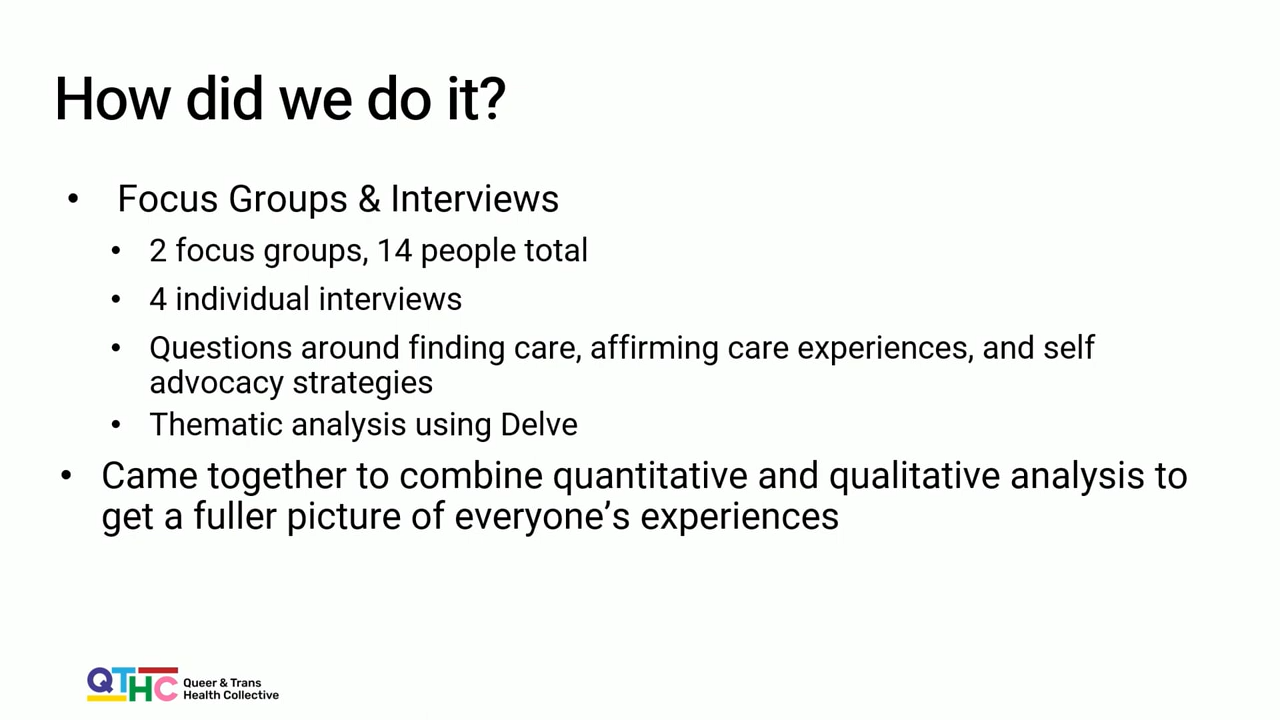 How did we do it?
• Focus Groups & Interviews
• 2 focus groups, 14 people total
• 4 individual interviews
• Questions around finding care, affirming care experiences, and self
advocacy strategies
• Thematic analysis using Delve
• Came together to combine quantitative and qualitative analysis to
get a fuller picture of everyone’s experiences
QTHC
Queer & Trans
Health Collective